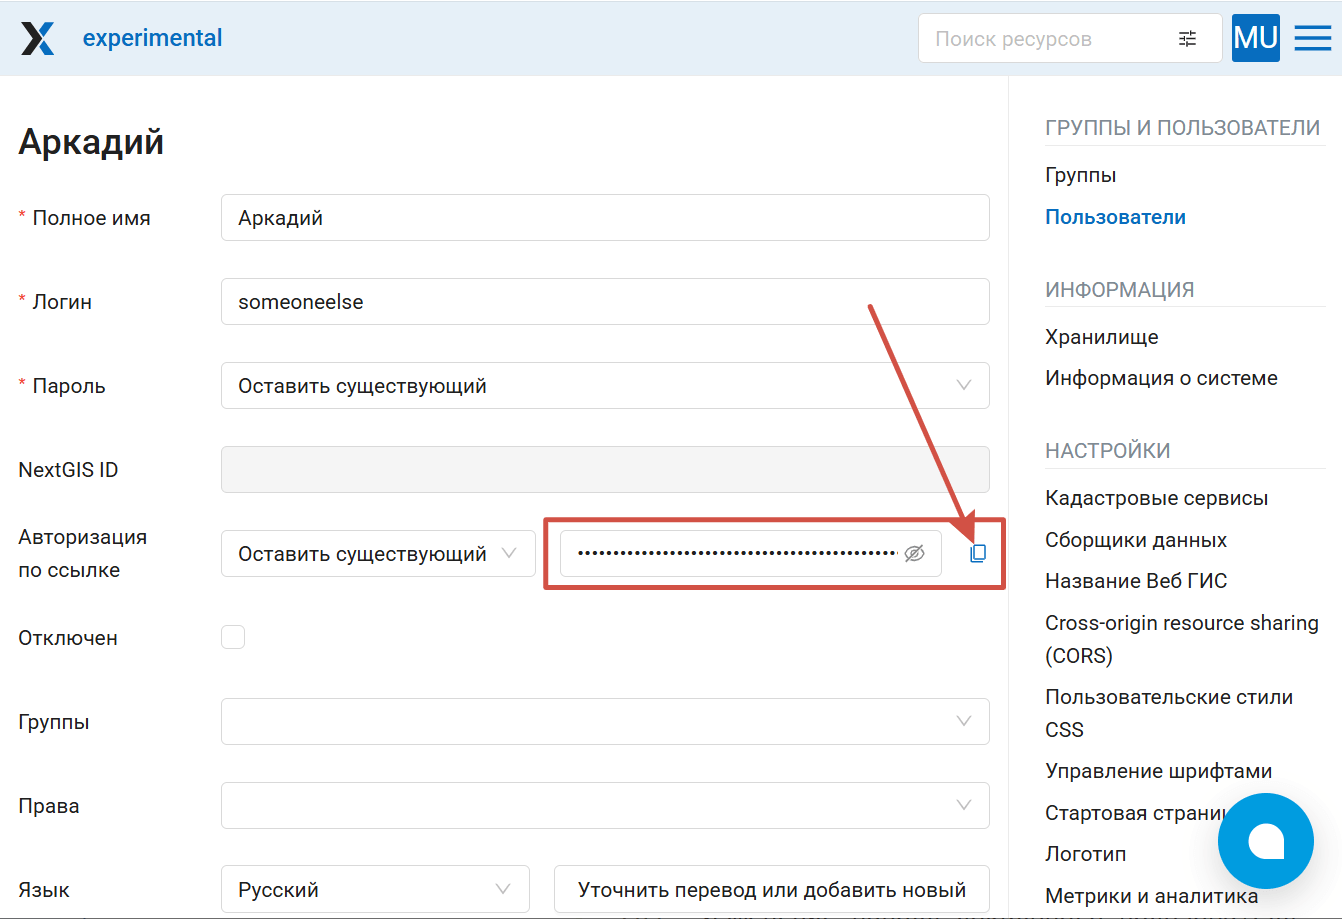 experimental
Поиск ресурсов
MU
Аркадий
* Полное имя
Аркадий
* Логин
someoneelse
* Пароль
Оставить существующий
NextGIS ID
Авторизация
по ссылке
Оставить существующий
Отключен
Группы
Права
Язык
Русский
Уточнить перевод или добавить новый
ГРУППЫ И ПОЛЬЗОВАТЕЛИ
Группы
Пользователи
ИНФОРМАЦИЯ
Хранилище
Информация о системе
НАСТРОЙКИ
Кадастровые сервисы
Сборщики данных
Название Веб ГИС
Cross-origin resource sharing
(CORS)
Пользовательские стили
CSS
Управление шрифтами
Стартовая
Логотип
Метрики и аналитика